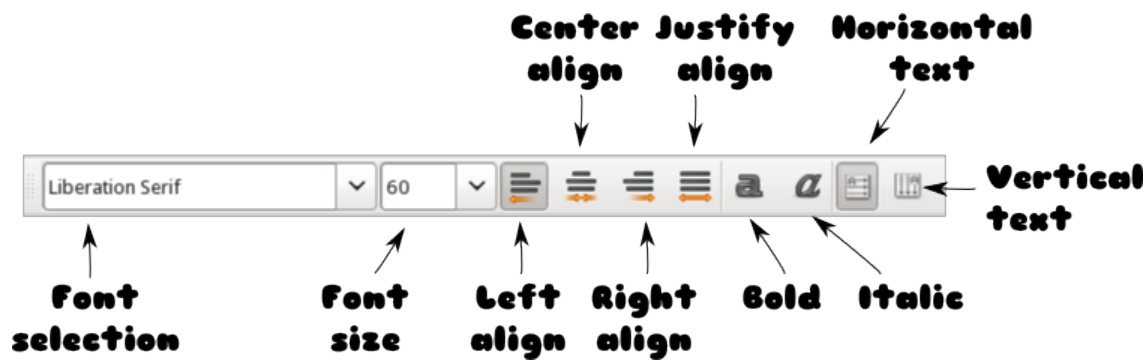 Center
align
Justify
align
Horizontal
text
Liberation Serif
60
Vertical
text
Font
selection
Font
size
Left
align
Right
align
Bold
Italic